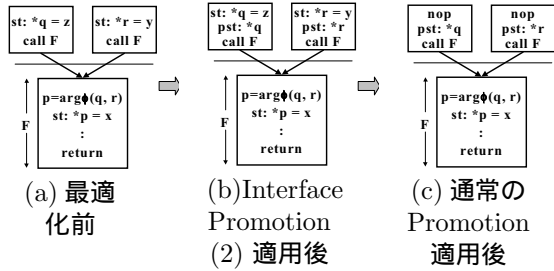 st: *q = z
call F
st: *r = y
call F
F
p=argϕ(q, r)
st: *p = x
:
return
(a) 最適
化前
st: *q = z
pst: *q
call F
st: *r = y
pst: *r
call F
F
p=argϕ(q, r)
st: *p = x
:
return
(b)Interface
Promotion
(2) 適用後
nop
pst: *q
call F
nop
pst: *r
call F
F
p=argϕ(q, r)
st: *p = x
:
return
(c) 通常の
Promotion
適用後